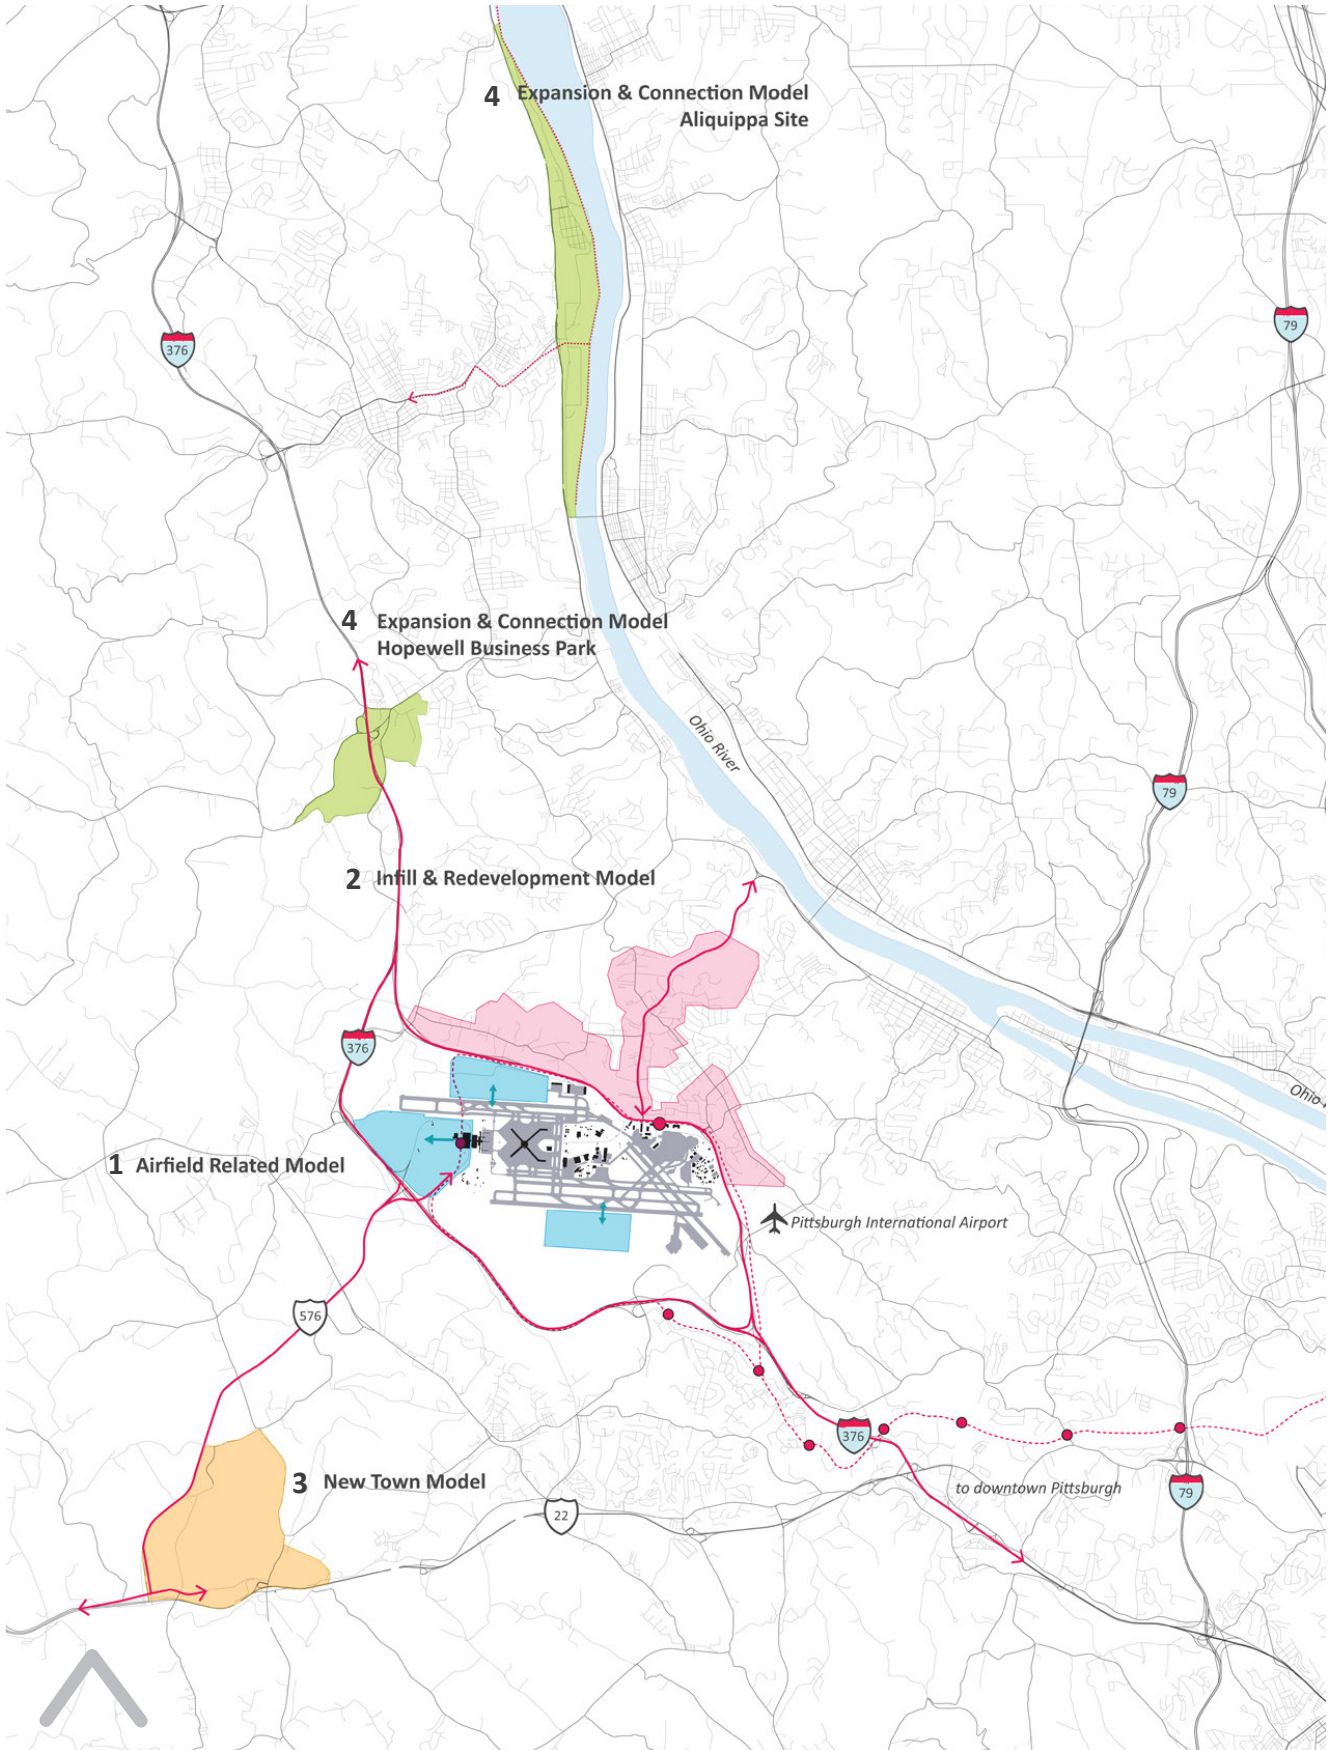 4 Expansion & Connection Model
Aliquippa Site
79
376
4 Expansion & Connection Model
Hopewell Business Park
Ohio River
79
2 Infill & Redevelopment Model
376
Ohio
1 Airfield Related Model
Pittsburgh International Airport
576
376
3 New Town Model
to downtown Pittsburgh
79
22